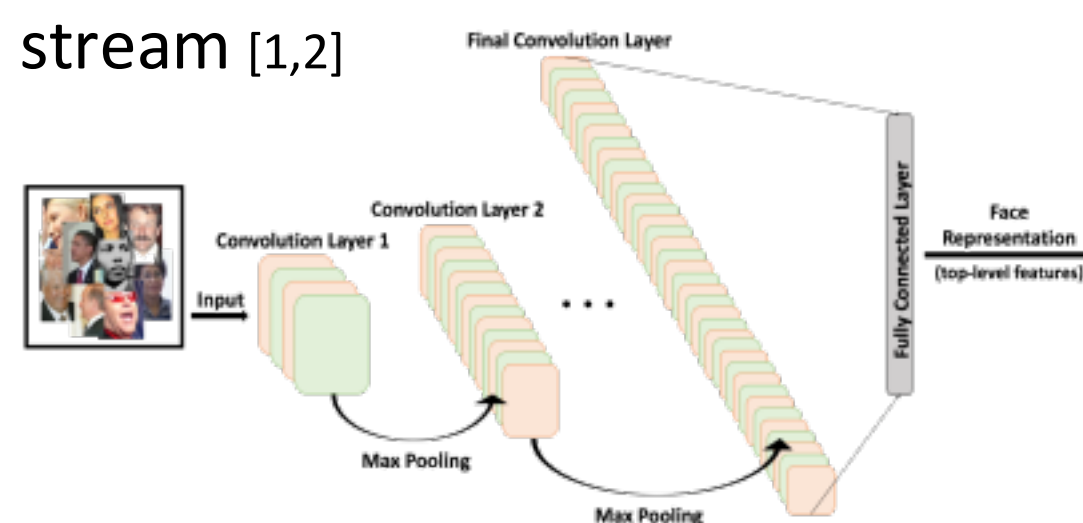 stream [1,2]
Final Convolution Layer
Convolution Layer 2
Convolution Layer 1
Input
• • •
Max Pooling
Max Pooling
Fully Connected Layer
Face
Representation
(top-level features)